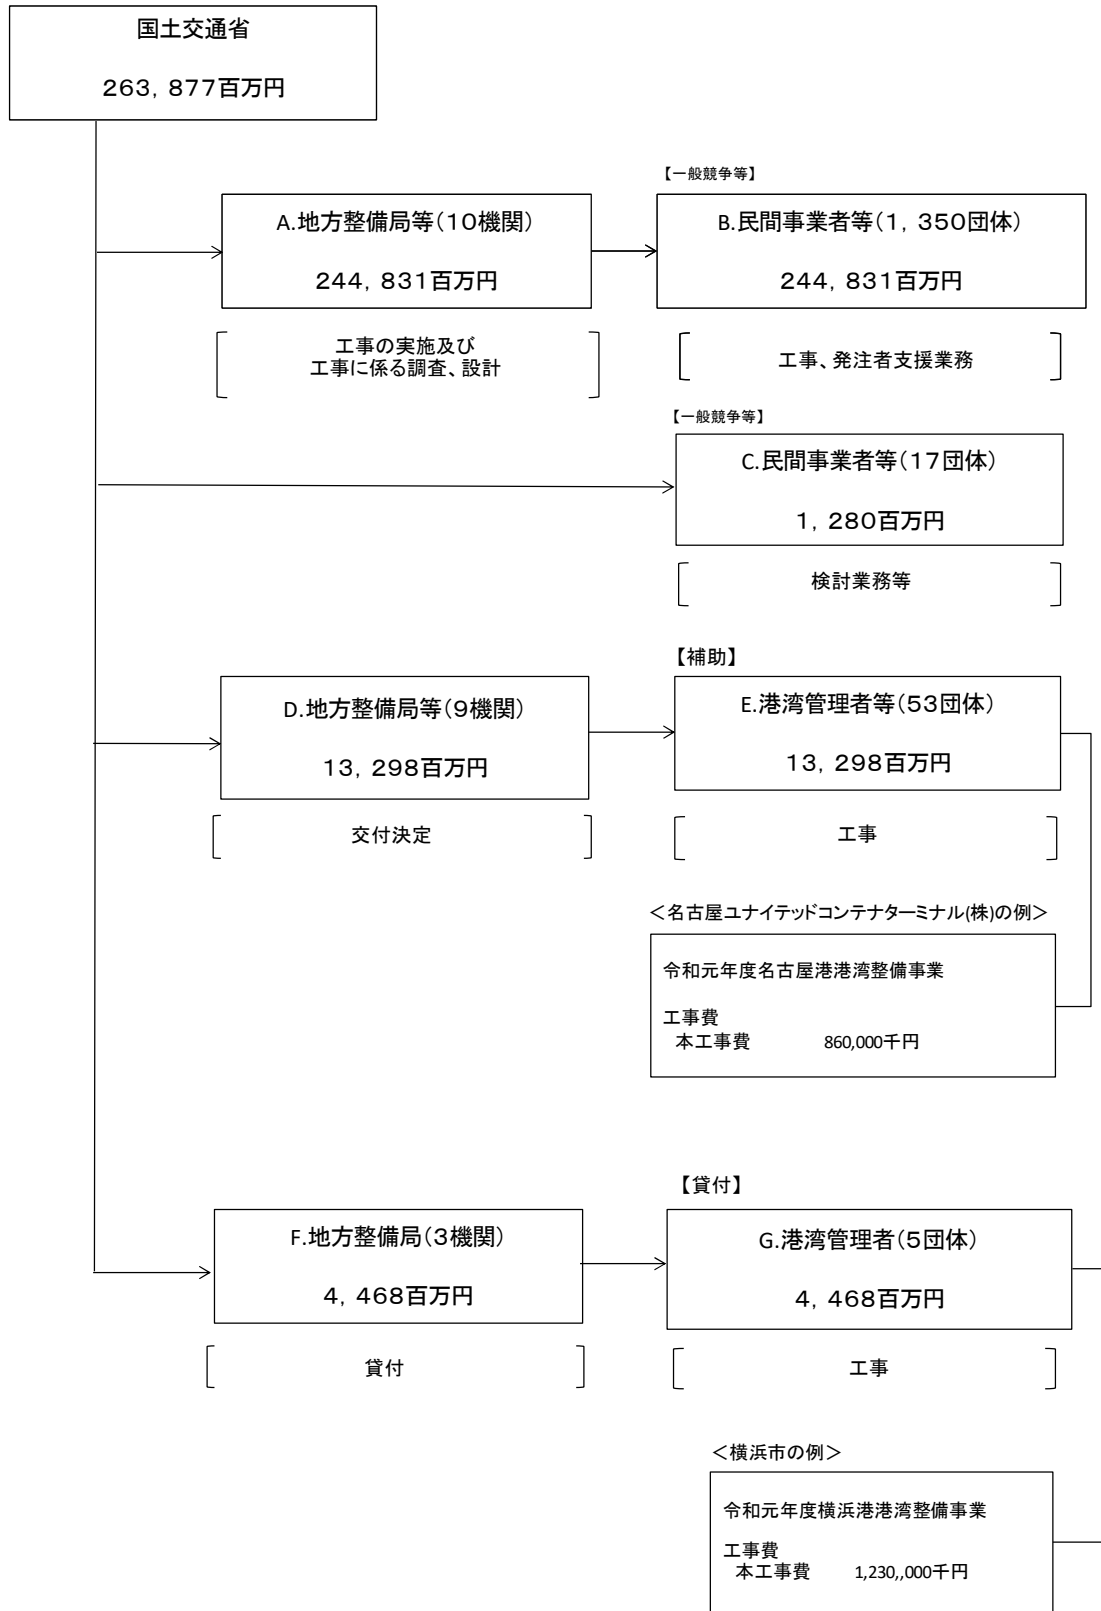 国土交通省
２６３，８７７百万円
【一般競争等】
A.地方整備局等（１０機関）
２４４，８３１百万円
B.民間事業者等（１，３５０団体）
２４４，８３１百万円
工事の実施及び
工事に係る調査、設計
工事、発注者支援業務
【一般競争等】
C.民間事業者等（１７団体）
１，２８０百万円
検討業務等
【補助】
D.地方整備局等（９機関）
１３，２９８百万円
E.港湾管理者等（５３団体）
１３，２９８百万円
交付決定
工事
＜名古屋ユナイテッドコンテナターミナル(株)の例＞
令和元年度名古屋港港湾整備事業
工事費
本工事費 860,000千円
【貸付】
F.地方整備局（３機関）
４，４６８百万円
G.港湾管理者（５団体）
４，４６８百万円
貸付
工事
＜横浜市の例＞
令和元年度横浜港港湾整備事業
工事費
本工事費 1,230,,000千円